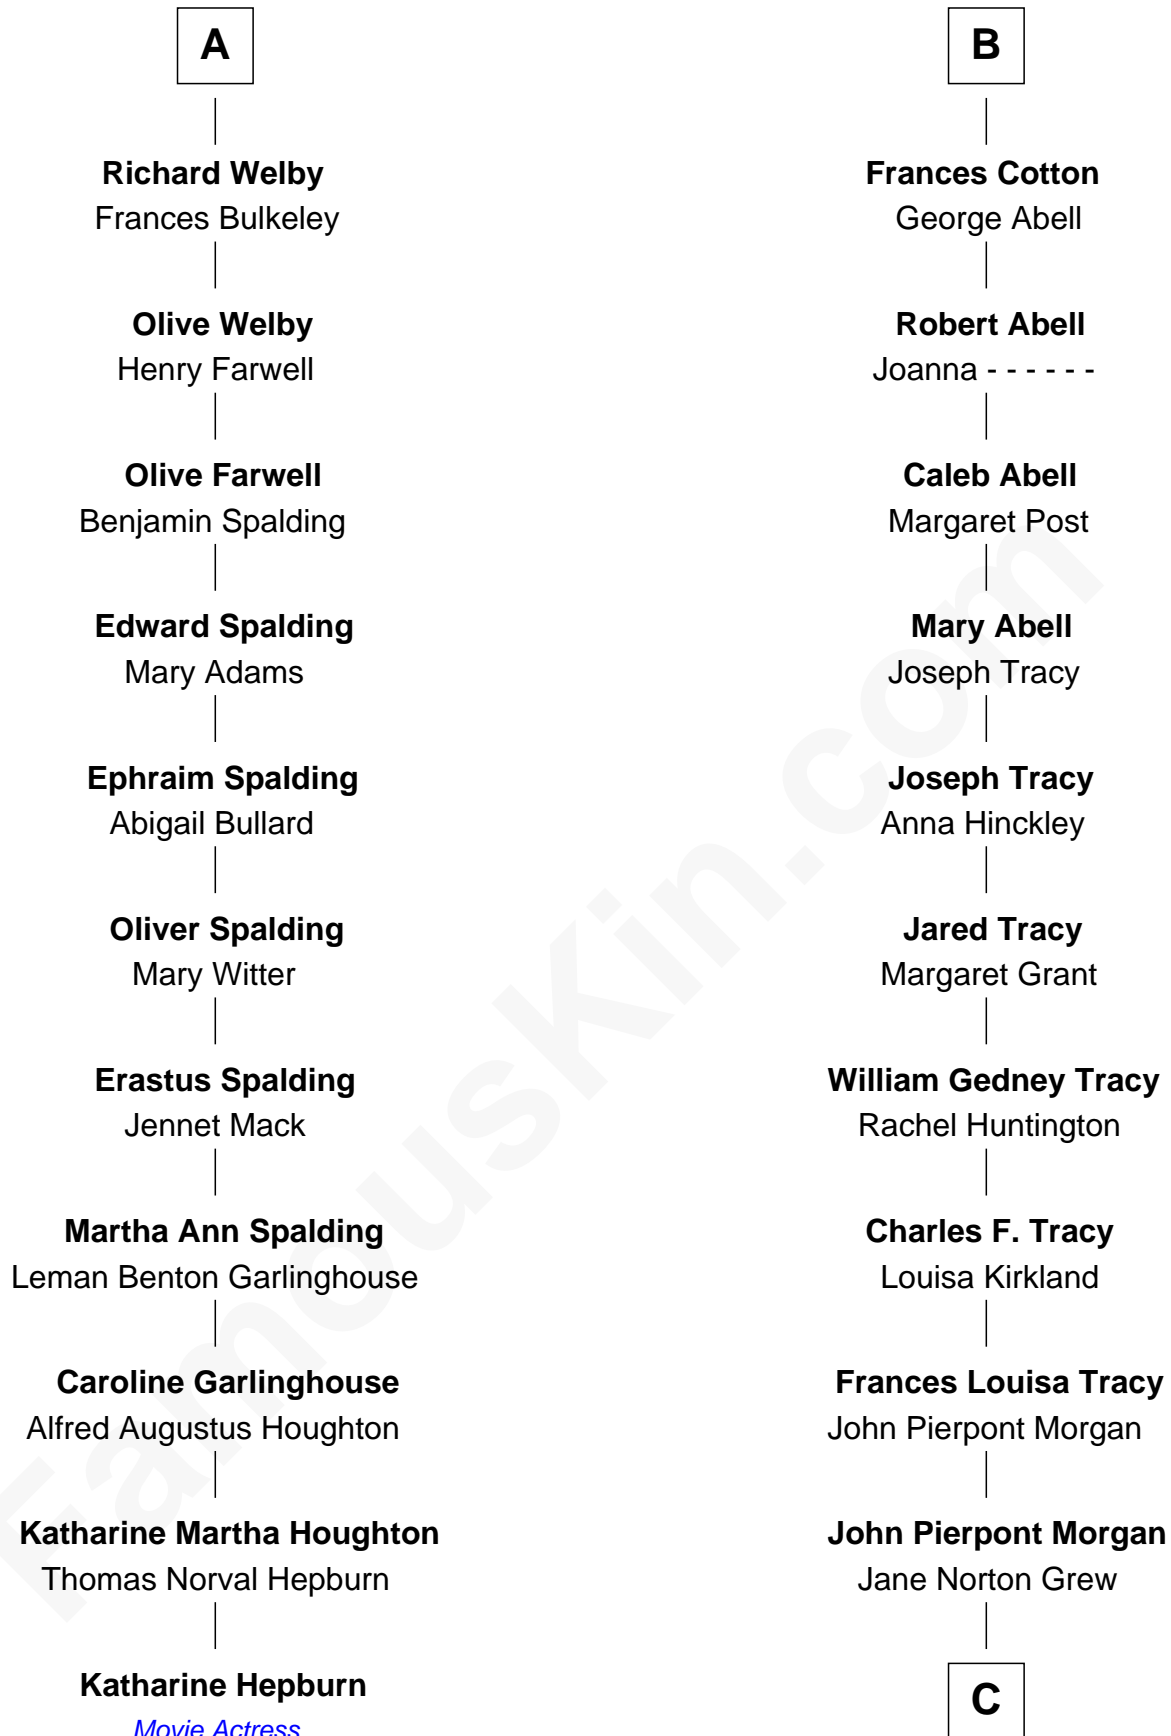 A
Richard Welby
Frances Bulkeley
Olive Welby
Henry Farwell
Olive Farwell
Benjamin Spalding
Edward Spalding
Mary Adams
Ephraim Spalding
Abigail Bullard
Oliver Spalding
Mary Witter
Erastus Spalding
Jennet Mack
Martha Ann Spalding
Leman Benton Garlinghouse
Caroline Garlinghouse
Alfred Augustus Houghton
Katharine Martha Houghton
Thomas Norval Hepburn
Katharine Hepburn
Movie Actress
B
Frances Cotton
George Abell
Robert Abell
Joanna - - - - - -
Caleb Abell
Margaret Post
Mary Abell
Joseph Tracy
Joseph Tracy
Anna Hinckley
Jared Tracy
Margaret Grant
William Gedney Tracy
Rachel Huntington
Charles F. Tracy
Louisa Kirkland
Frances Louisa Tracy
John Pierpont Morgan
John Pierpont Morgan
Jane Norton Grew
C
FamousKin.com